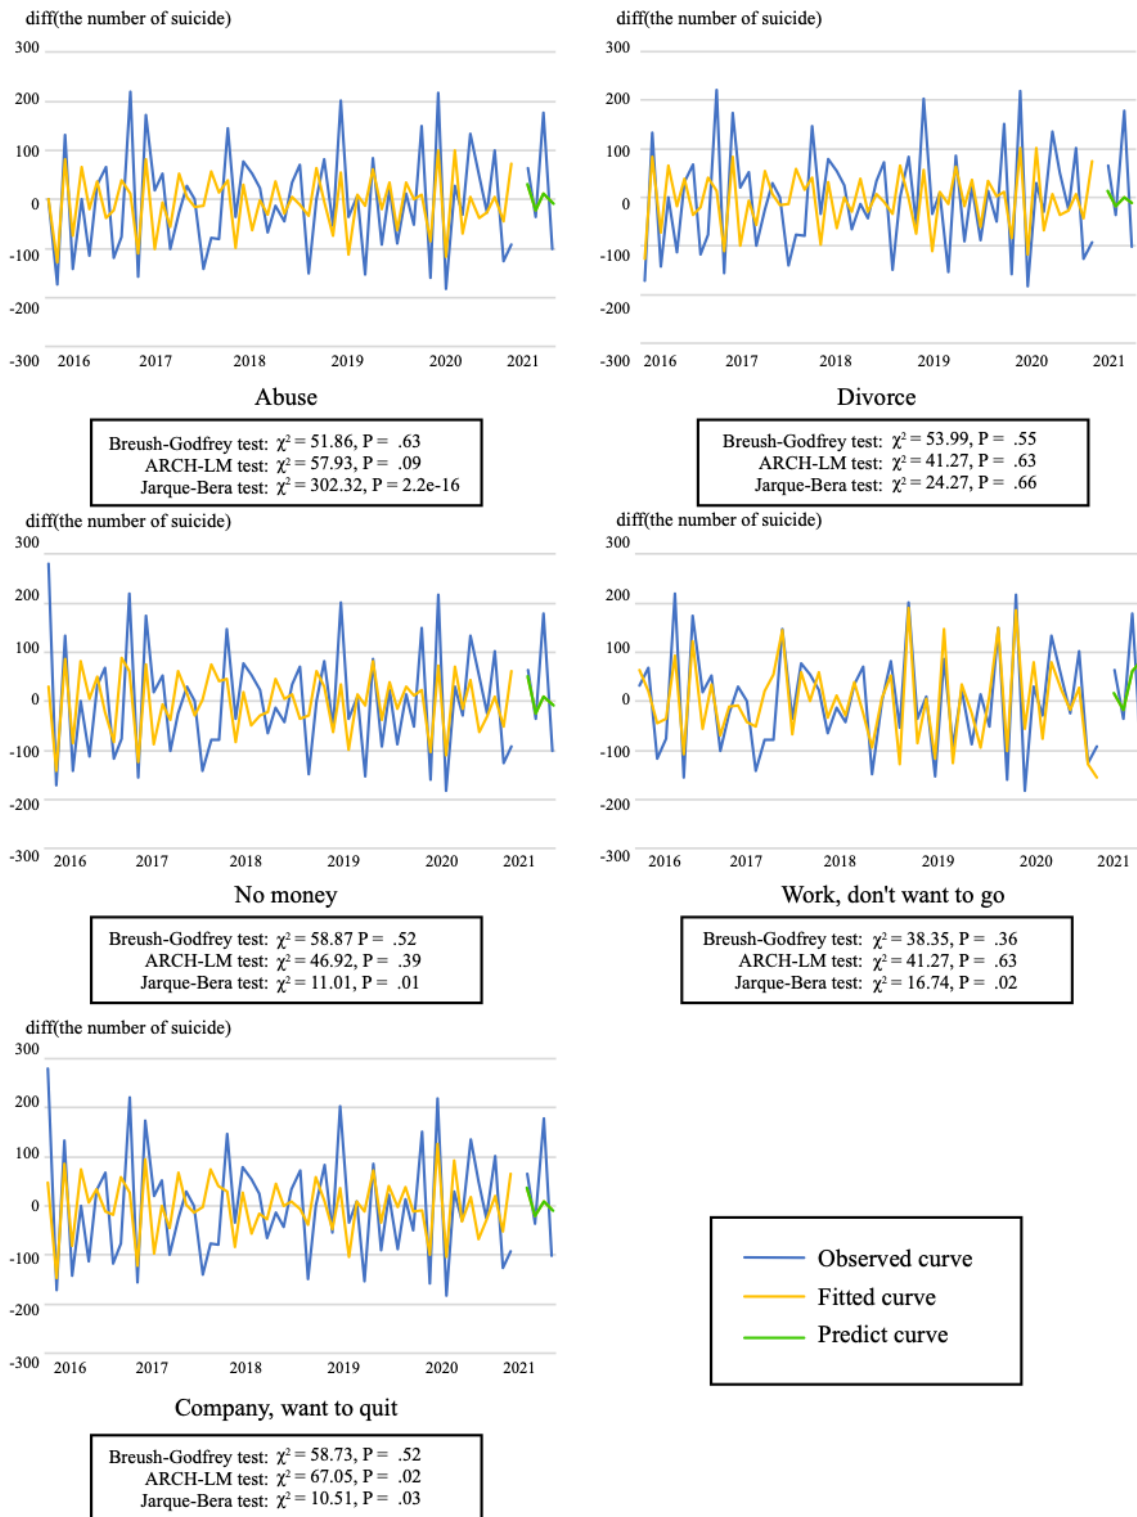 diff(the number of suicide)
300
200
100
0
-100
-200
-300
2016 2017 2018 2019 2020 2021
Abuse
Breush-Godfrey test: χ² = 51.86, P = .63
ARCH-LM test: χ² = 57.93, P = .09
Jarque-Bera test: χ² = 302.32, P = 2.2e-16
diff(the number of suicide)
300
200
100
0
-100
-200
-300
2016 2017 2018 2019 2020 2021
Divorce
Breush-Godfrey test: χ² = 53.99, P = .55
ARCH-LM test: χ² = 41.27, P = .63
Jarque-Bera test: χ² = 24.27, P = .66
diff(the number of suicide)
300
200
100
0
-100
-200
-300
2016 2017 2018 2019 2020 2021
No money
Breush-Godfrey test: χ² = 58.87 P = .52
ARCH-LM test: χ² = 46.92, P = .39
Jarque-Bera test: χ² = 11.01, P = .01
diff(the number of suicide)
300
200
100
0
-100
-200
-300
2016 2017 2018 2019 2020 2021
Work, don't want to go
Breush-Godfrey test: χ² = 38.35, P = .36
ARCH-LM test: χ² = 41.27, P = .63
Jarque-Bera test: χ² = 16.74, P = .02
diff(the number of suicide)
300
200
100
0
-100
-200
-300
2016 2017 2018 2019 2020 2021
Company, want to quit
Breush-Godfrey test: χ² = 58.73, P = .52
ARCH-LM test: χ² = 67.05, P = .02
Jarque-Bera test: χ² = 10.51, P = .03
Observed curve
Fitted curve
Predict curve